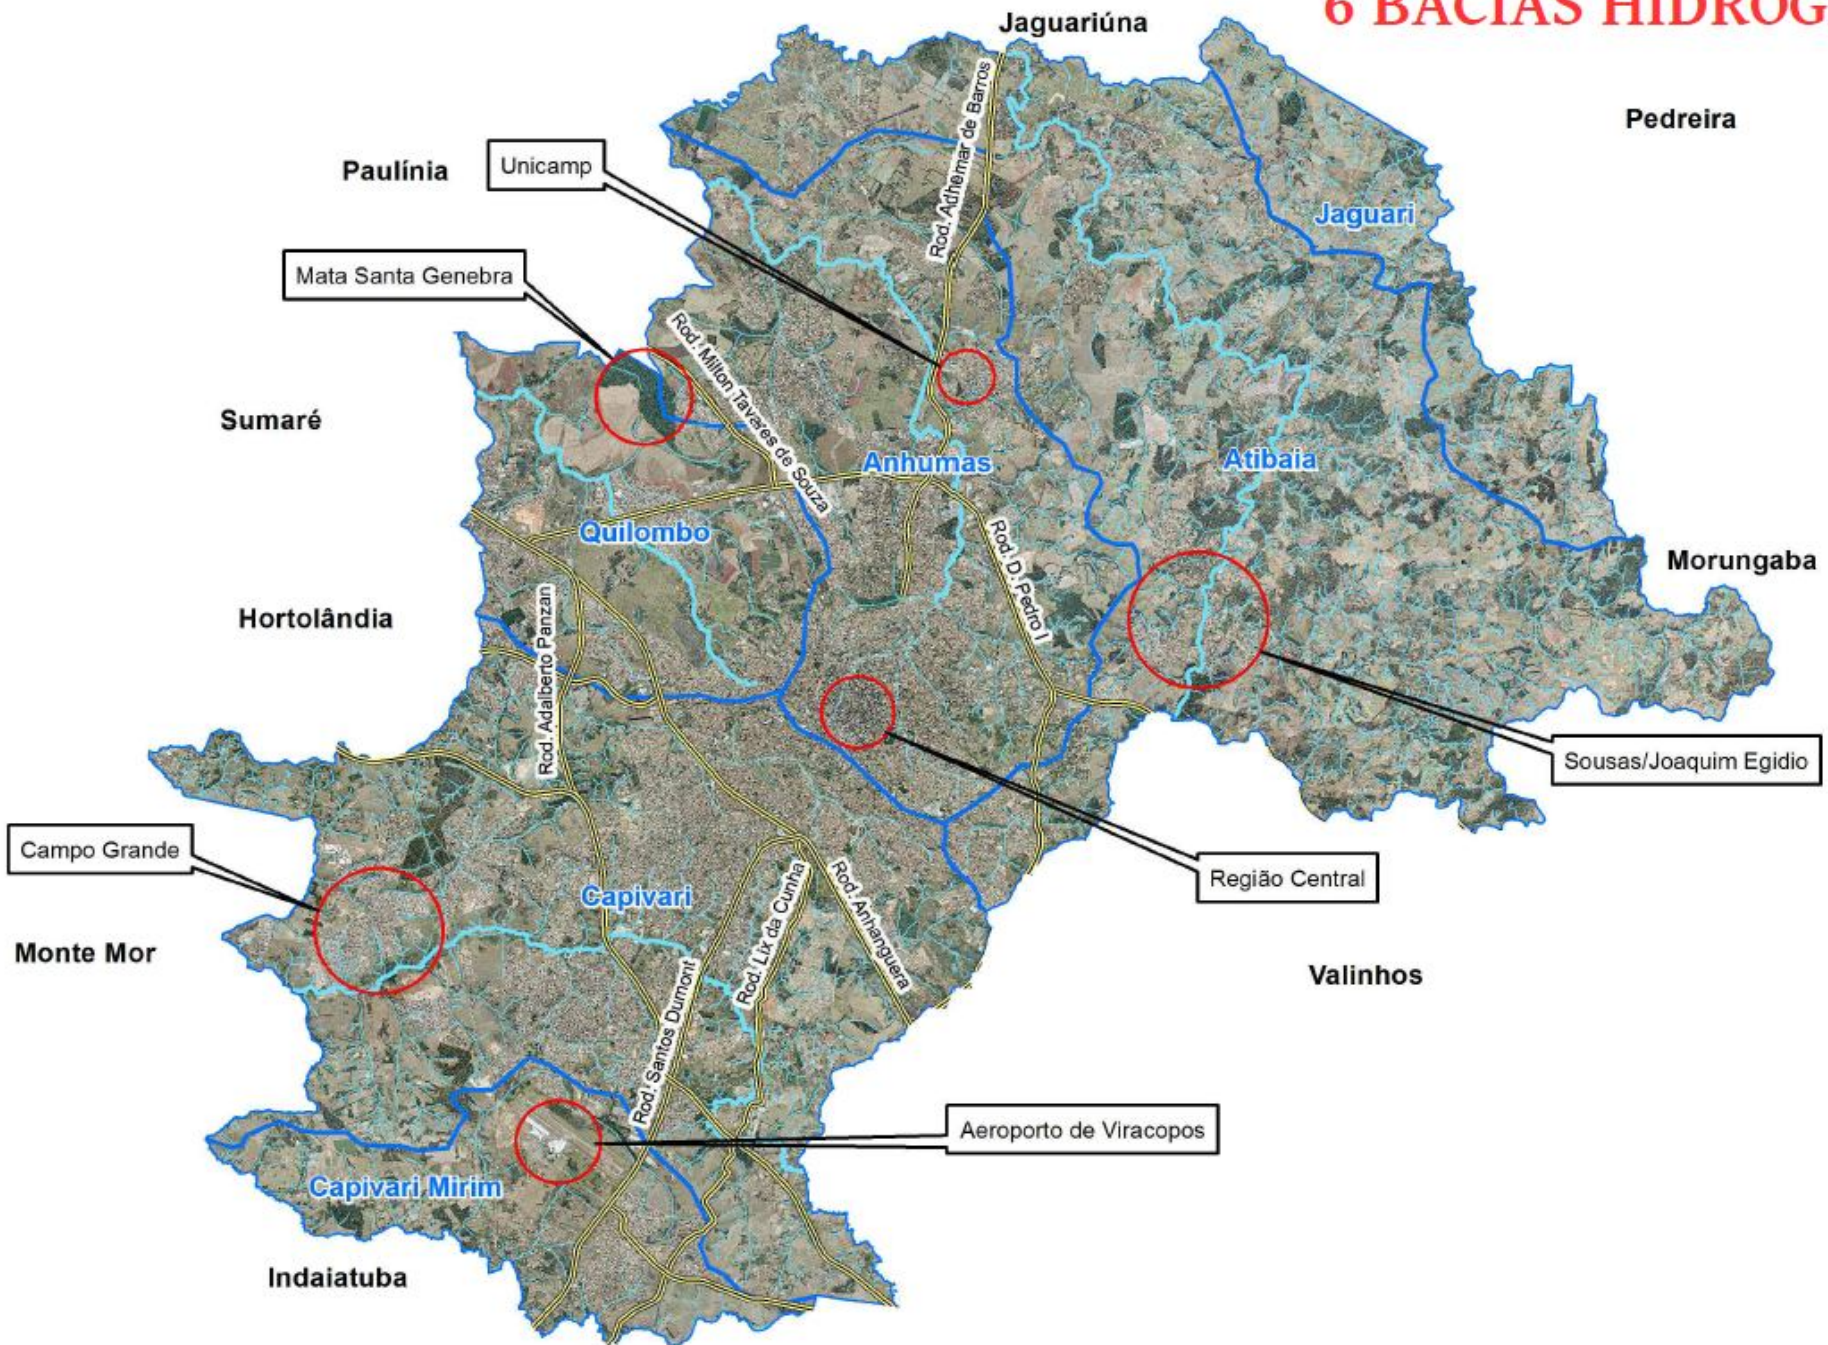 6 BACIAS HIDROG
Jaguariúna
Pedreira
Rod. Adhemar de Barros
Unicamp
Paulínia
Jaguari
Mata Santa Genebra
Rod. Milton Tavares de Souza
Sumaré
Anhumas
Atibaia
Quilombo
Rod. D. Pedro I
Morungaba
Hortolândia
Rod. Adalberto Panzan
Sousas/Joaquim Egidio
Campo Grande
Região Central
Capivari
Rod. Lix da Cunha
Rod. Anhanguera
Monte Mor
Valinhos
Rod. Santos Dumont
Aeroporto de Viracopos
Capivari Mirim
Indaiatuba